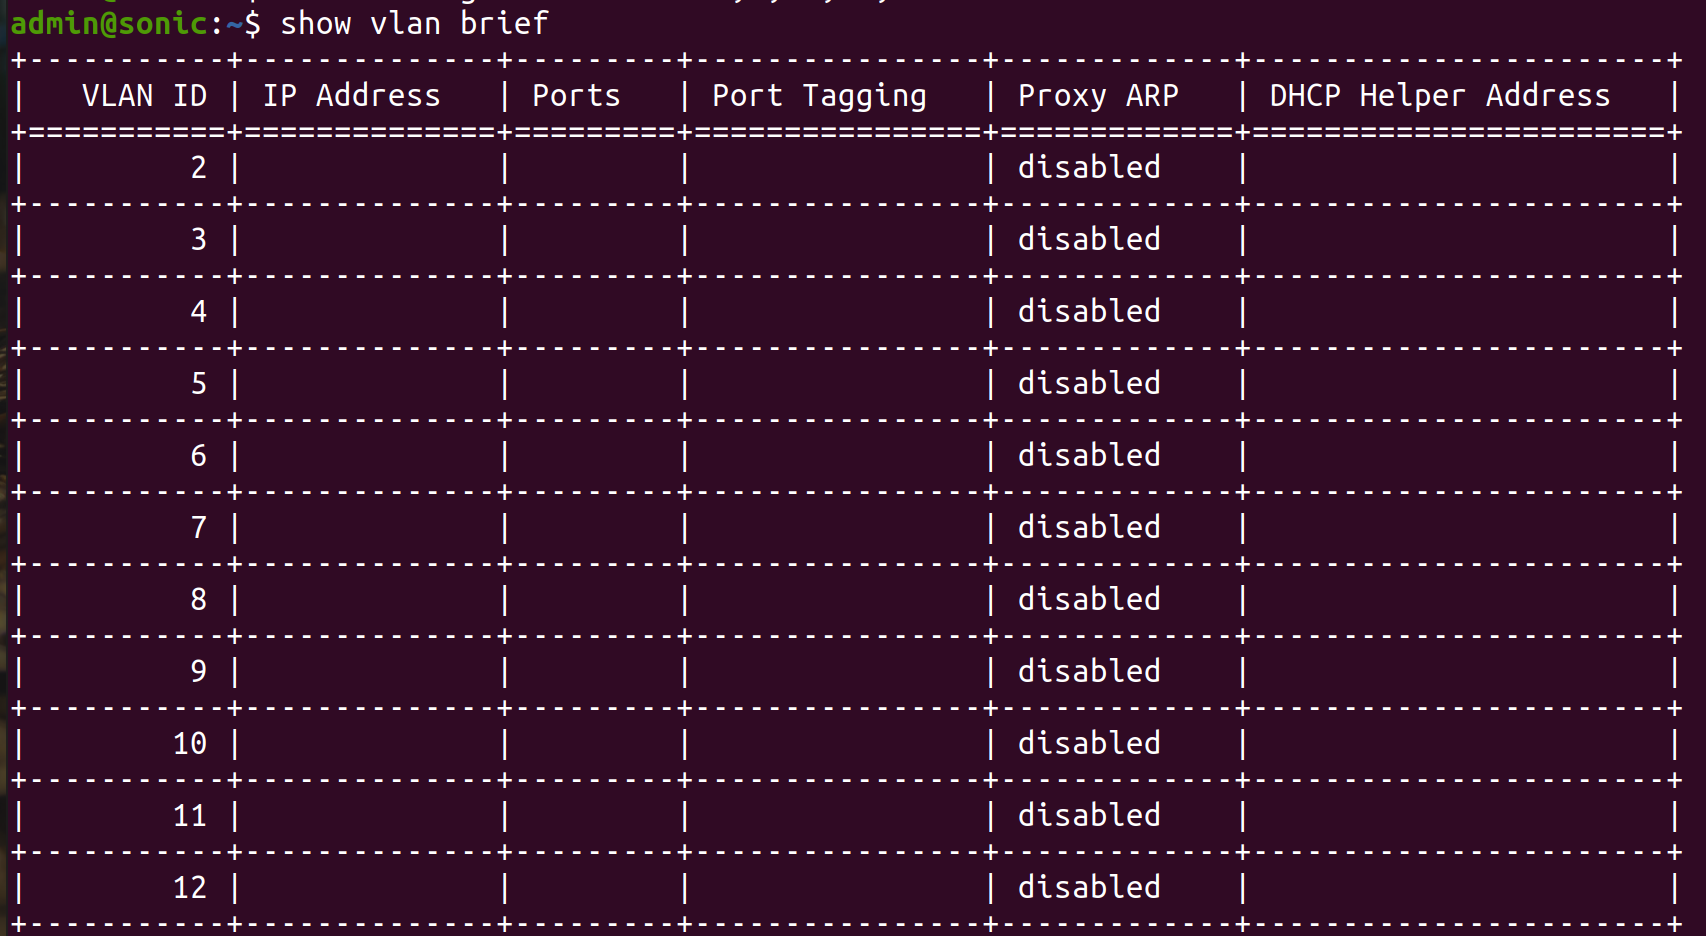 admin@sonic:~$ show vlan brief
+-----------+--------------+---------+----------------+-------------+-----------------------+
|   VLAN ID | IP Address   | Ports   | Port Tagging   | Proxy ARP   | DHCP Helper Address   |
+===========+==============+=========+================+=============+=======================+
|         2 |              |         |                | disabled    |                       |
+-----------+--------------+---------+----------------+-------------+-----------------------+
|         3 |              |         |                | disabled    |                       |
+-----------+--------------+---------+----------------+-------------+-----------------------+
|         4 |              |         |                | disabled    |                       |
+-----------+--------------+---------+----------------+-------------+-----------------------+
|         5 |              |         |                | disabled    |                       |
+-----------+--------------+---------+----------------+-------------+-----------------------+
|         6 |              |         |                | disabled    |                       |
+-----------+--------------+---------+----------------+-------------+-----------------------+
|         7 |              |         |                | disabled    |                       |
+-----------+--------------+---------+----------------+-------------+-----------------------+
|         8 |              |         |                | disabled    |                       |
+-----------+--------------+---------+----------------+-------------+-----------------------+
|         9 |              |         |                | disabled    |                       |
+-----------+--------------+---------+----------------+-------------+-----------------------+
|        10 |              |         |                | disabled    |                       |
+-----------+--------------+---------+----------------+-------------+-----------------------+
|        11 |              |         |                | disabled    |                       |
+-----------+--------------+---------+----------------+-------------+-----------------------+
|        12 |              |         |                | disabled    |                       |
+-----------+--------------+---------+----------------+-------------+-----------------------+